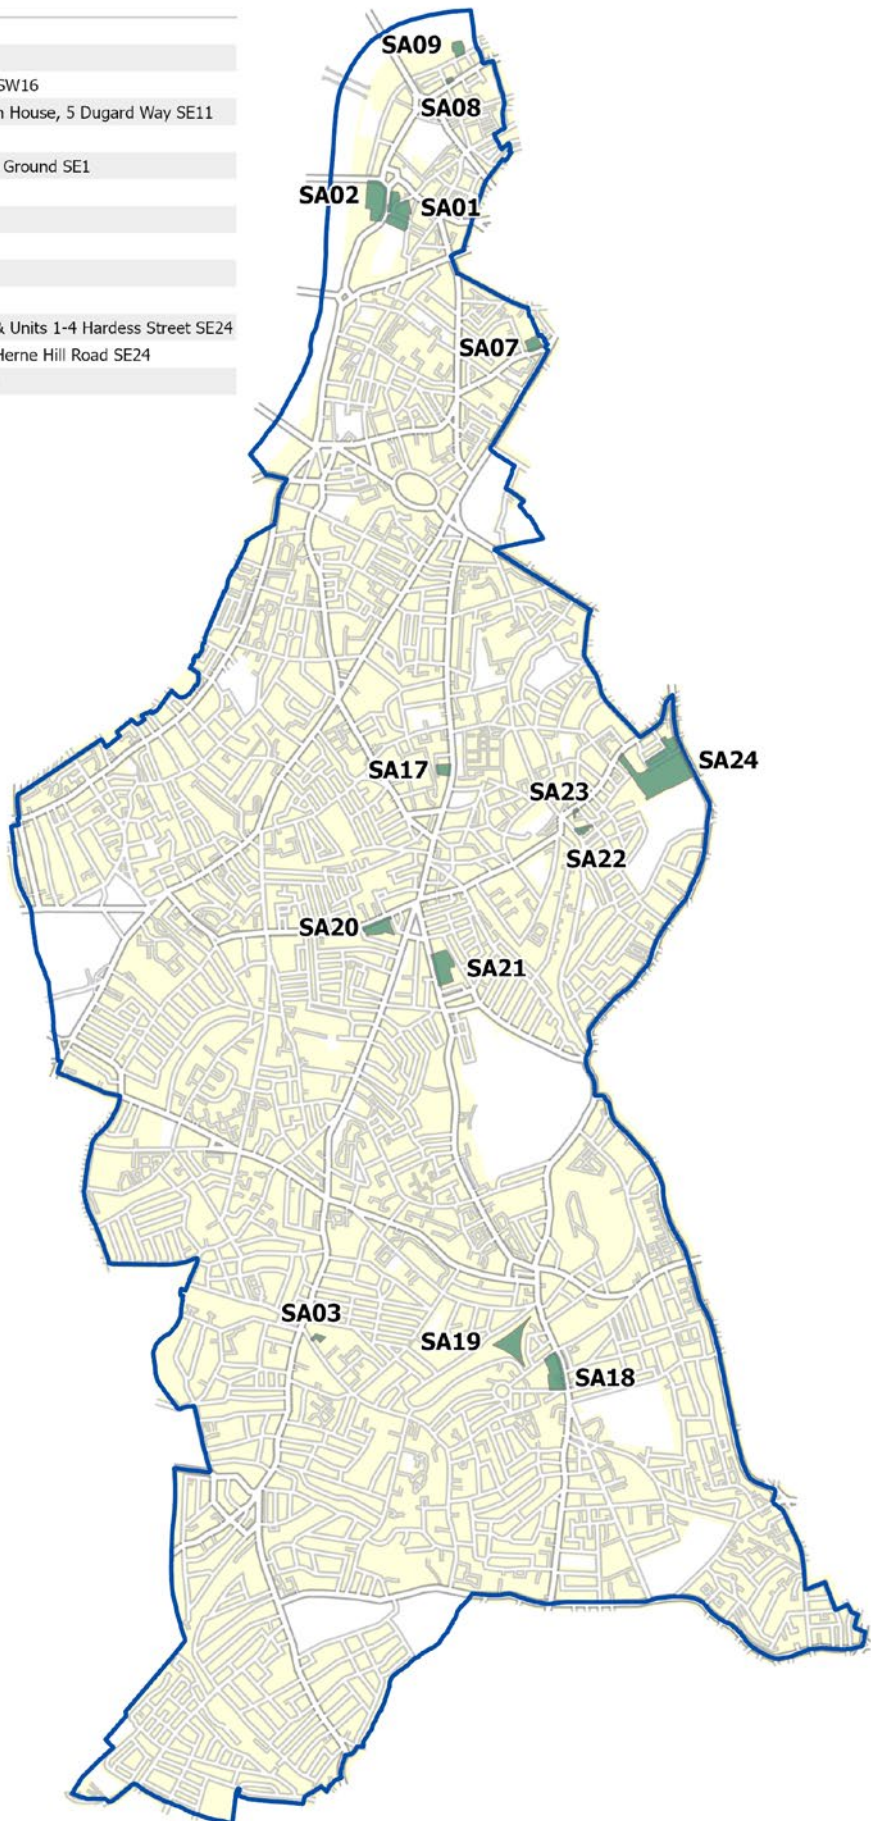 SW16
House, 5 Dugard Way SE11
Ground SE1
& Units 1-4 Hardess Street SE24
Herne Hill Road SE24
SA09
SA08
SA02
SA01
SA07
SA17
SA24
SA23
SA22
SA20
SA21
SA03
SA19
SA18